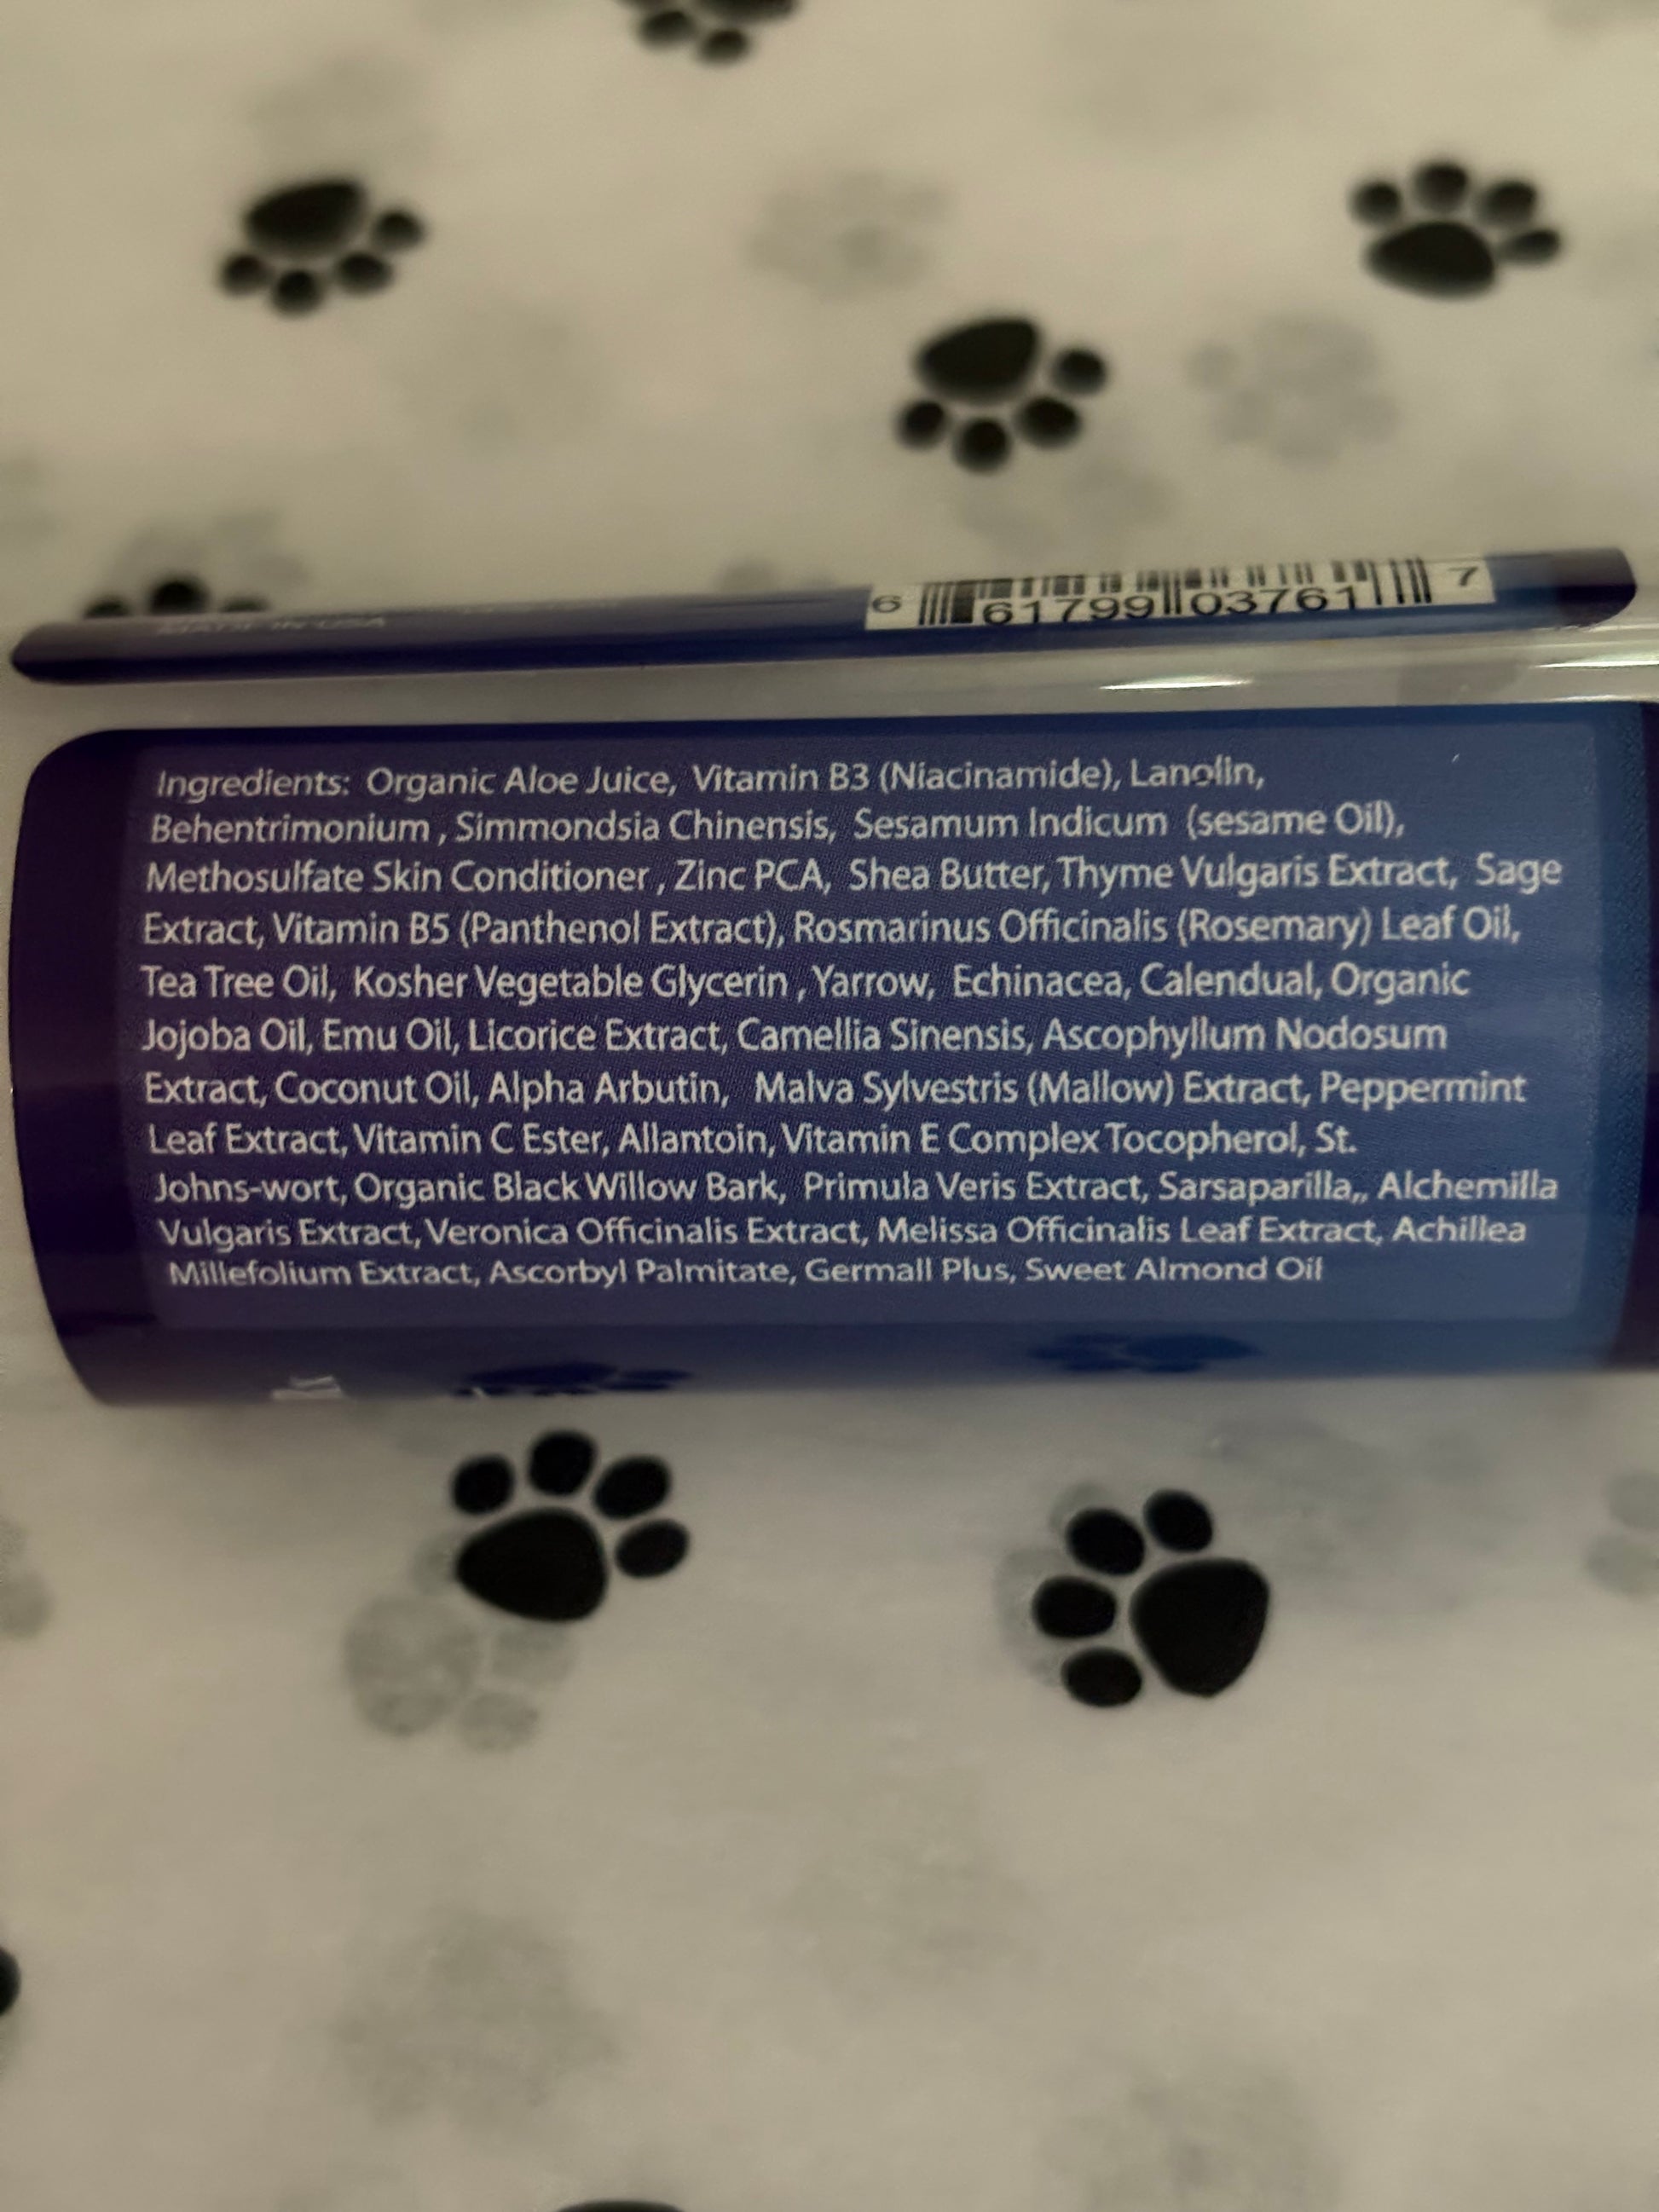 MADE IN USA
6 61799 03761 7
Ingredients: Organic Aloe Juice, Vitamin B3 (Niacinamide), Lanolin,
Behentrimonium , Simmondsia Chinensis, Sesamum Indicum (sesame Oil),
Methosulfate Skin Conditioner , Zinc PCA, Shea Butter, Thyme Vulgaris Extract, Sage
Extract, Vitamin B5 (Panthenol Extract), Rosmarinus Officinalis (Rosemary) Leaf Oil,
Tea Tree Oil, Kosher Vegetable Glycerin , Yarrow, Echinacea, Calendual, Organic
Jojoba Oil, Emu Oil, Licorice Extract, Camellia Sinensis, Ascophyllum Nodosum
Extract, Coconut Oil, Alpha Arbutin, Malva Sylvestris (Mallow) Extract, Peppermint
Leaf Extract, Vitamin C Ester, Allantoin, Vitamin E Complex Tocopherol, St.
Johns-wort, Organic Black Willow Bark, Primula Veris Extract, Sarsaparilla,, Alchemilla
Vulgaris Extract, Veronica Officinalis Extract, Melissa Officinalis Leaf Extract, Achillea
Millefolium Extract, Ascorbyl Palmitate, Germall Plus, Sweet Almond Oil